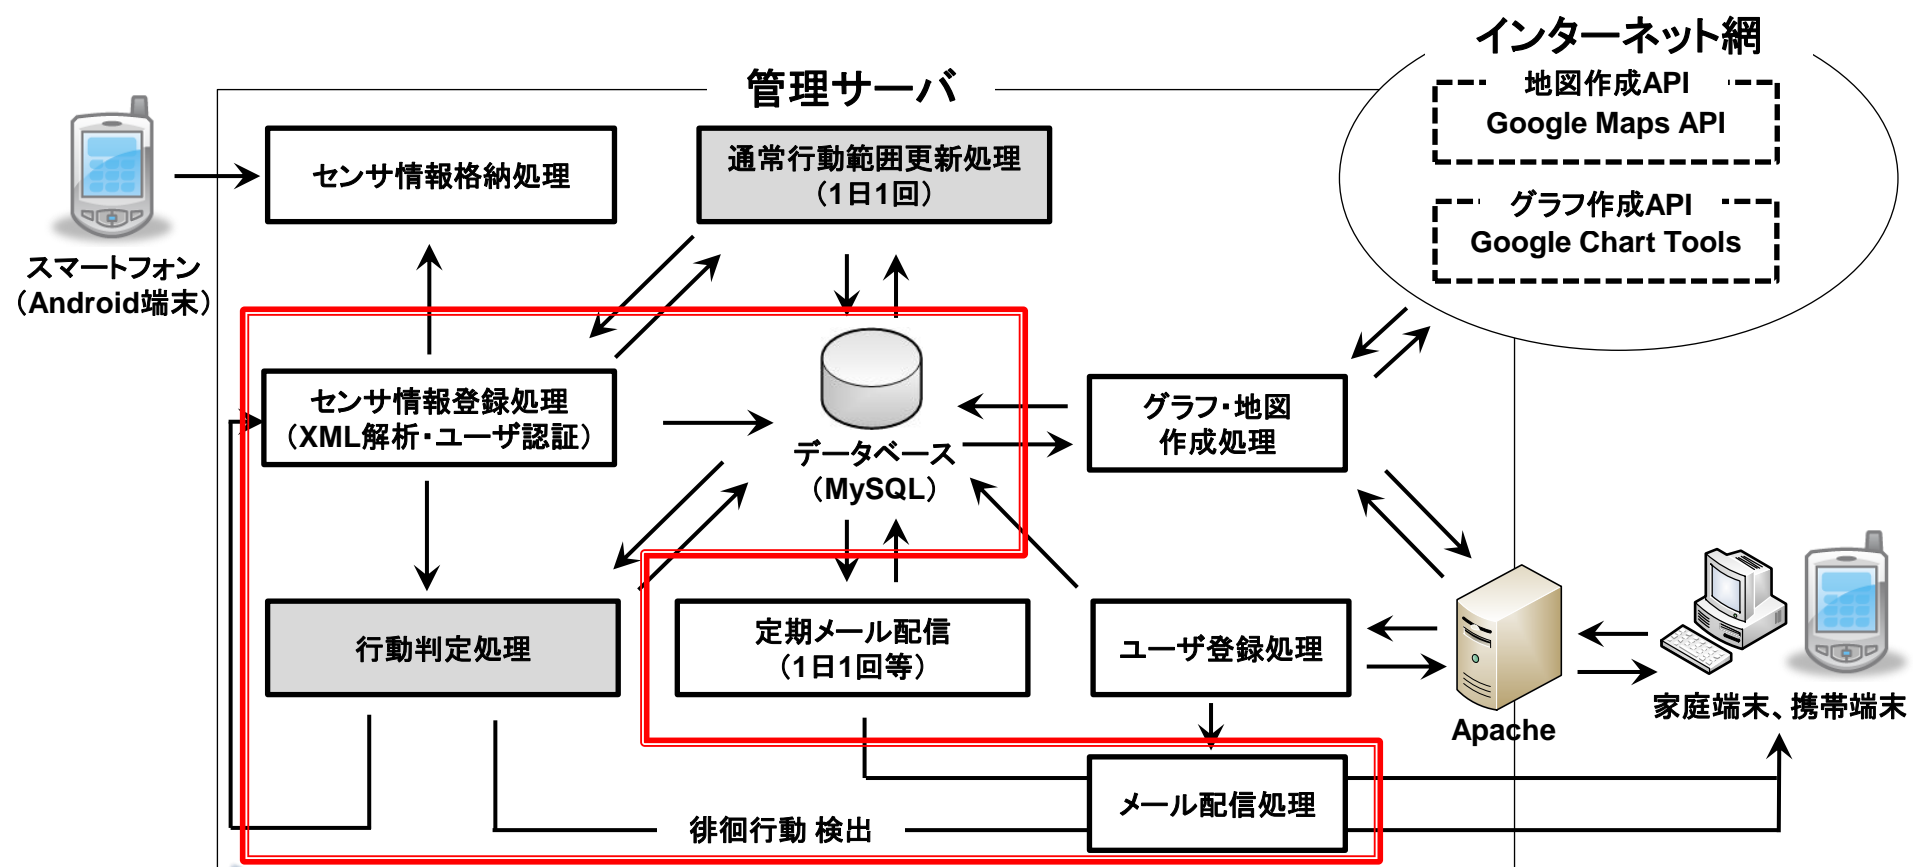 インターネット網
管理サーバ
地図作成API
Google Maps API
センサ情報格納処理
通常行動範囲更新処理
(1日1回)
グラフ作成API
Google Chart Tools
スマートフォン
(Android端末)
センサ情報登録処理
(XML解析・ユーザ認証)
データベース
(MySQL)
グラフ・地図
作成処理
行動判定処理
定期メール配信
(1日1回等)
ユーザ登録処理
Apache
家庭端末、携帯端末
メール配信処理
徘徊行動 検出